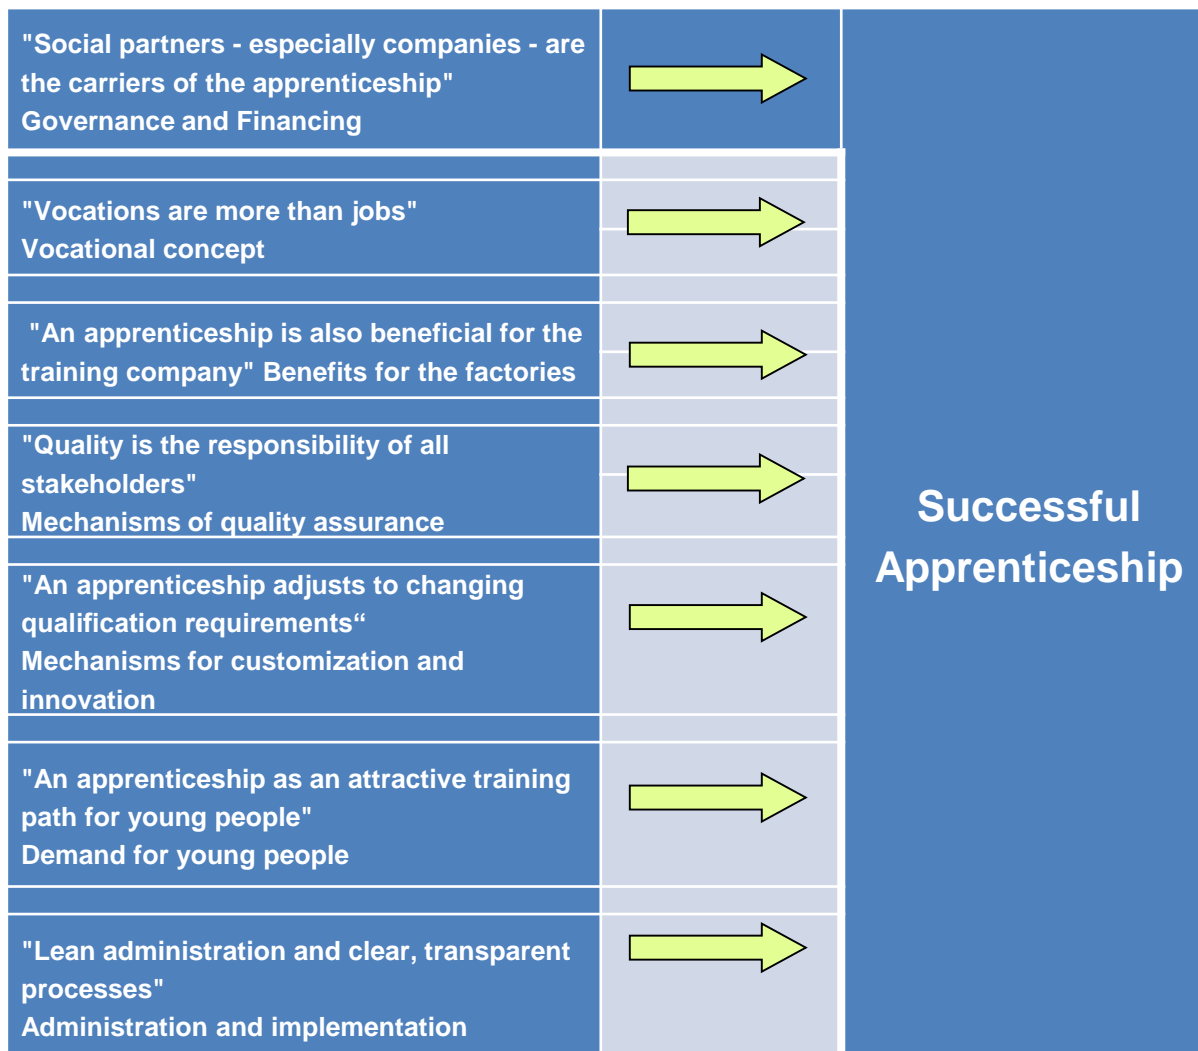 "Social partners - especially companies - are
the carriers of the apprenticeship"
Governance and Financing
"Vocations are more than jobs"
Vocational concept
"An apprenticeship is also beneficial for the
training company" Benefits for the factories
"Quality is the responsibility of all
stakeholders"
Mechanisms of quality assurance
"An apprenticeship adjusts to changing
qualification requirements“
Mechanisms for customization and
innovation
"An apprenticeship as an attractive training
path for young people"
Demand for young people
"Lean administration and clear, transparent
processes"
Administration and implementation
Successful
Apprenticeship